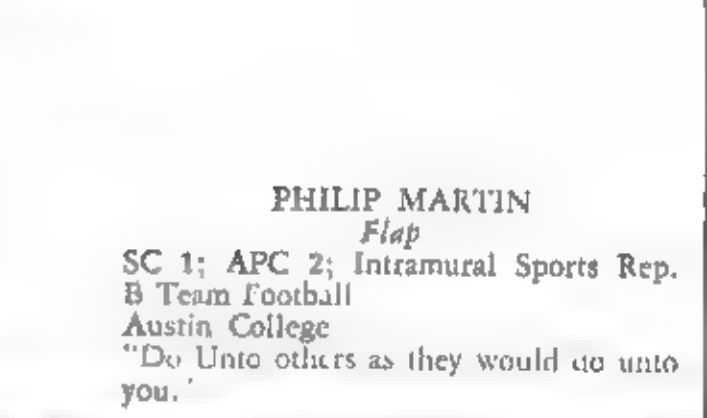 PHILIP MARTIN
Flap
SC 1; APC 2; Intramural Sports Rep.
B Team Football
Austin College
"Do Unto others as they would do unto
you.'